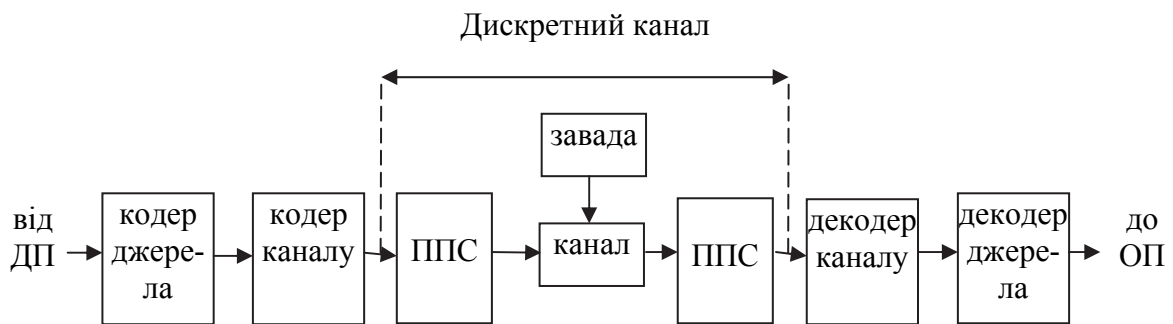 Дискретний канал
завада
від
ДП
кодер
джере-
ла
кодер
каналу
ППС
канал
ППС
декодер
каналу
декодер
джере-
ла
до
ОП